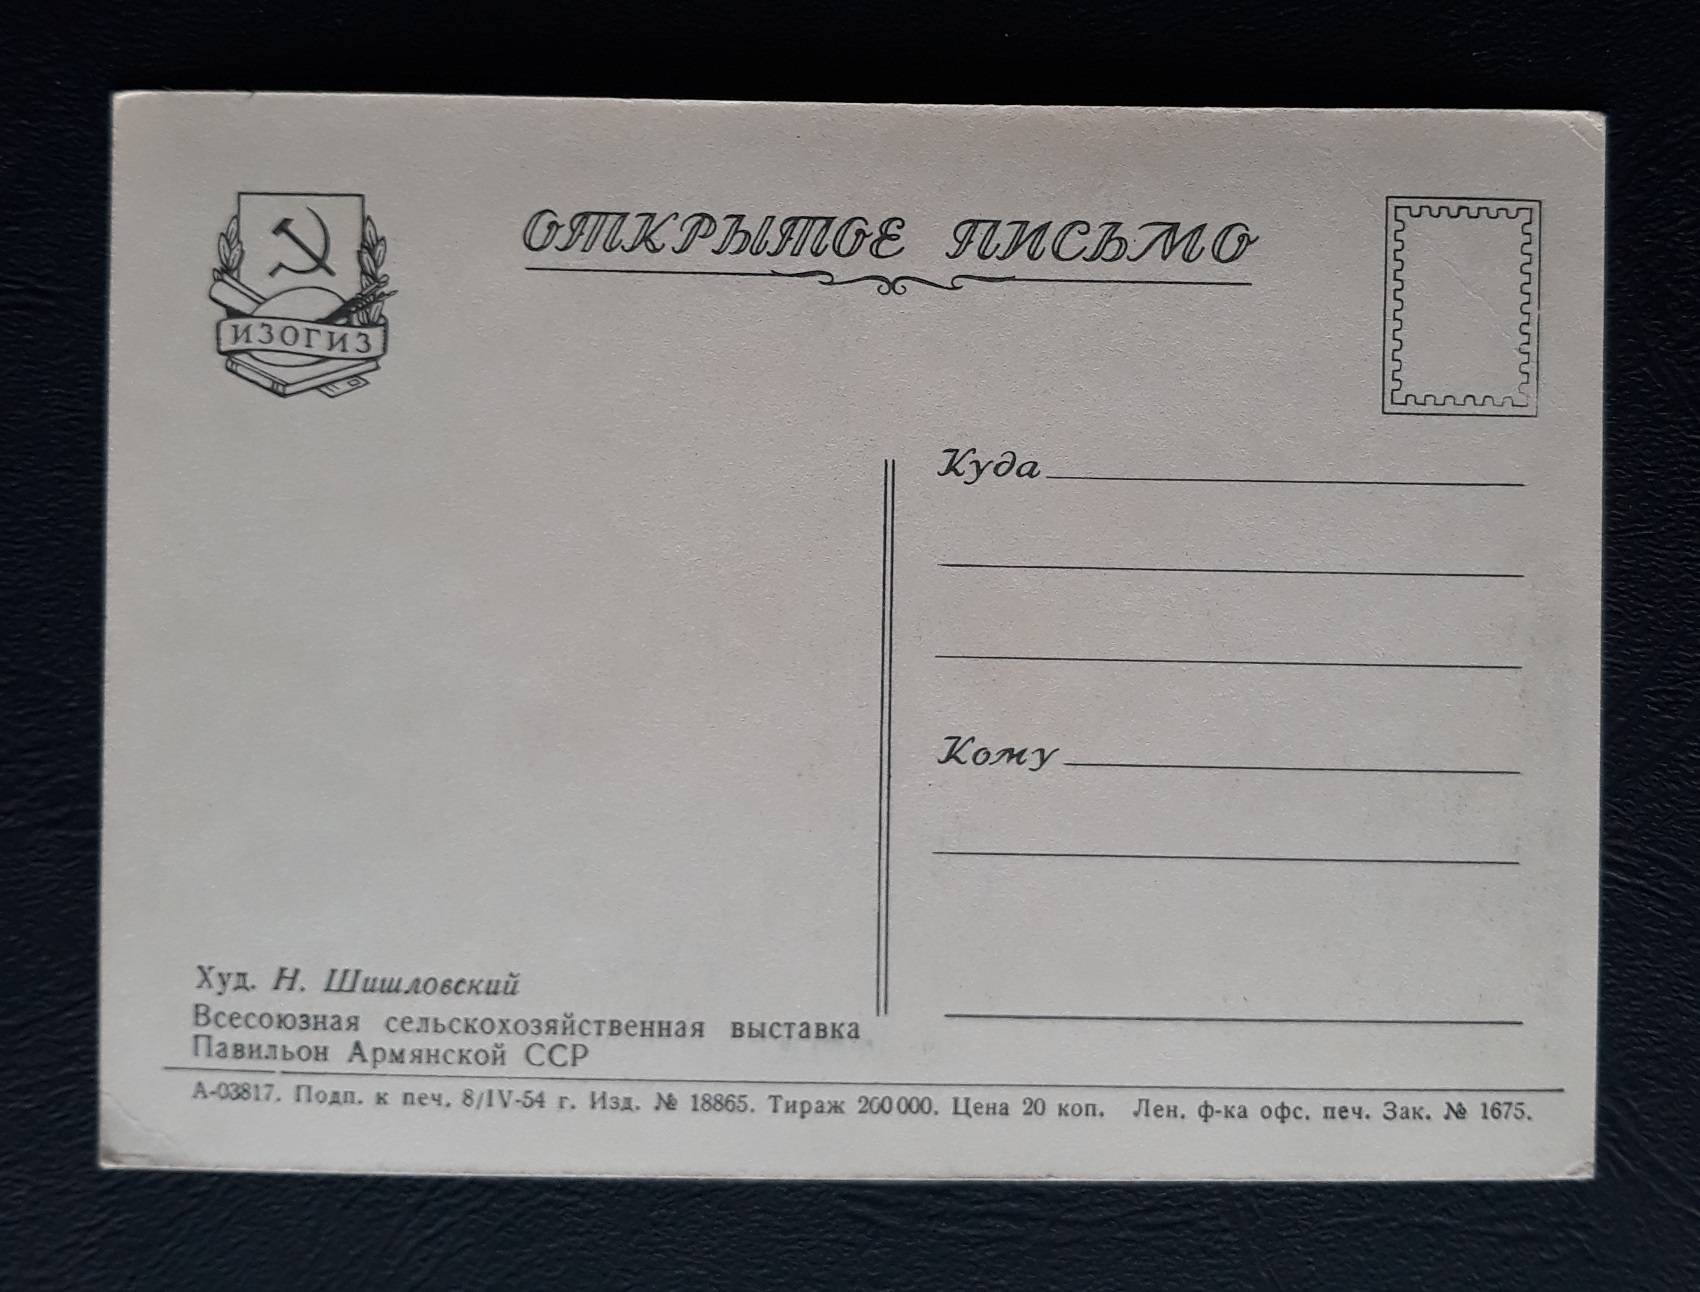 ИЗОГИЗ
ОТКРЫТОЕ ПИСЬМО
Куда
Кому
Худ. Н. Шишловский
Всесоюзная сельскохозяйственная выставка
Павильон Армянской ССР
А-03817. Подп. к печ. 8/IV-54 г. Изд. № 18865. Тираж 200000. Цена 20 коп. Лен. ф-ка офс. печ. Зак. № 1675.